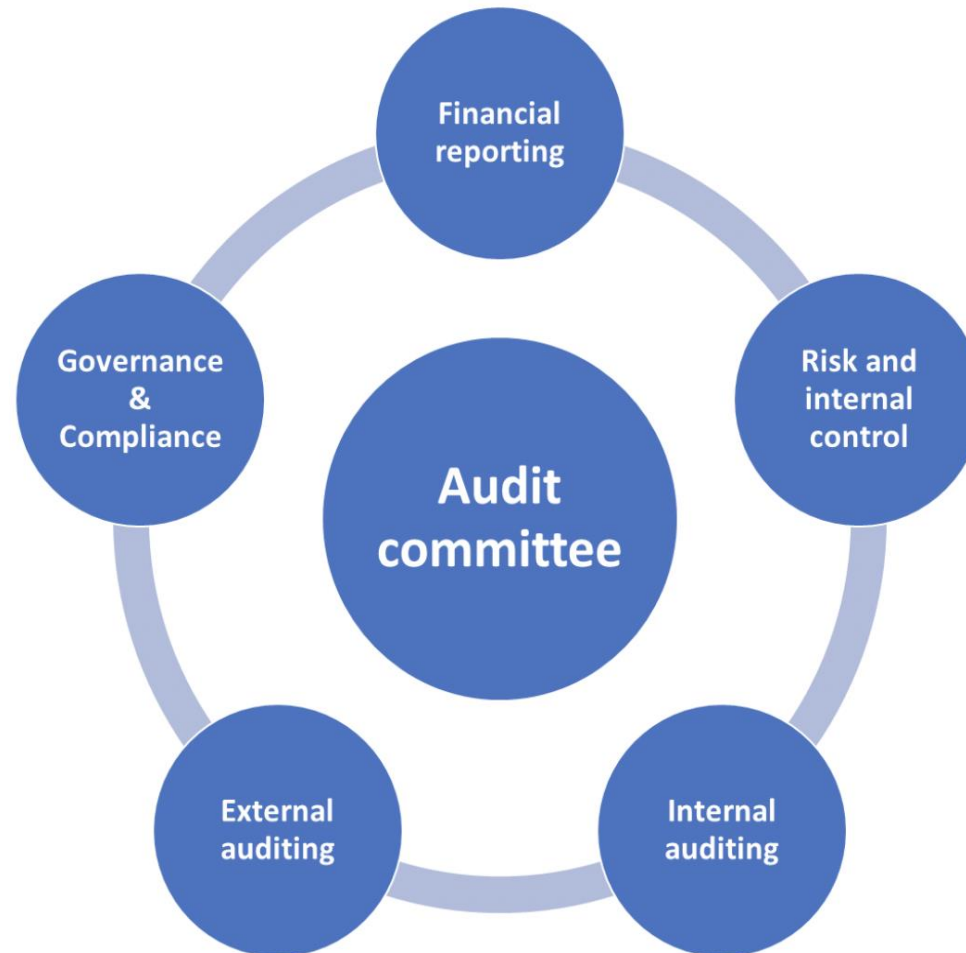 Financial
reporting
Risk and
internal
control
Internal
auditing
External
auditing
Governance
&
Compliance
Audit
committee